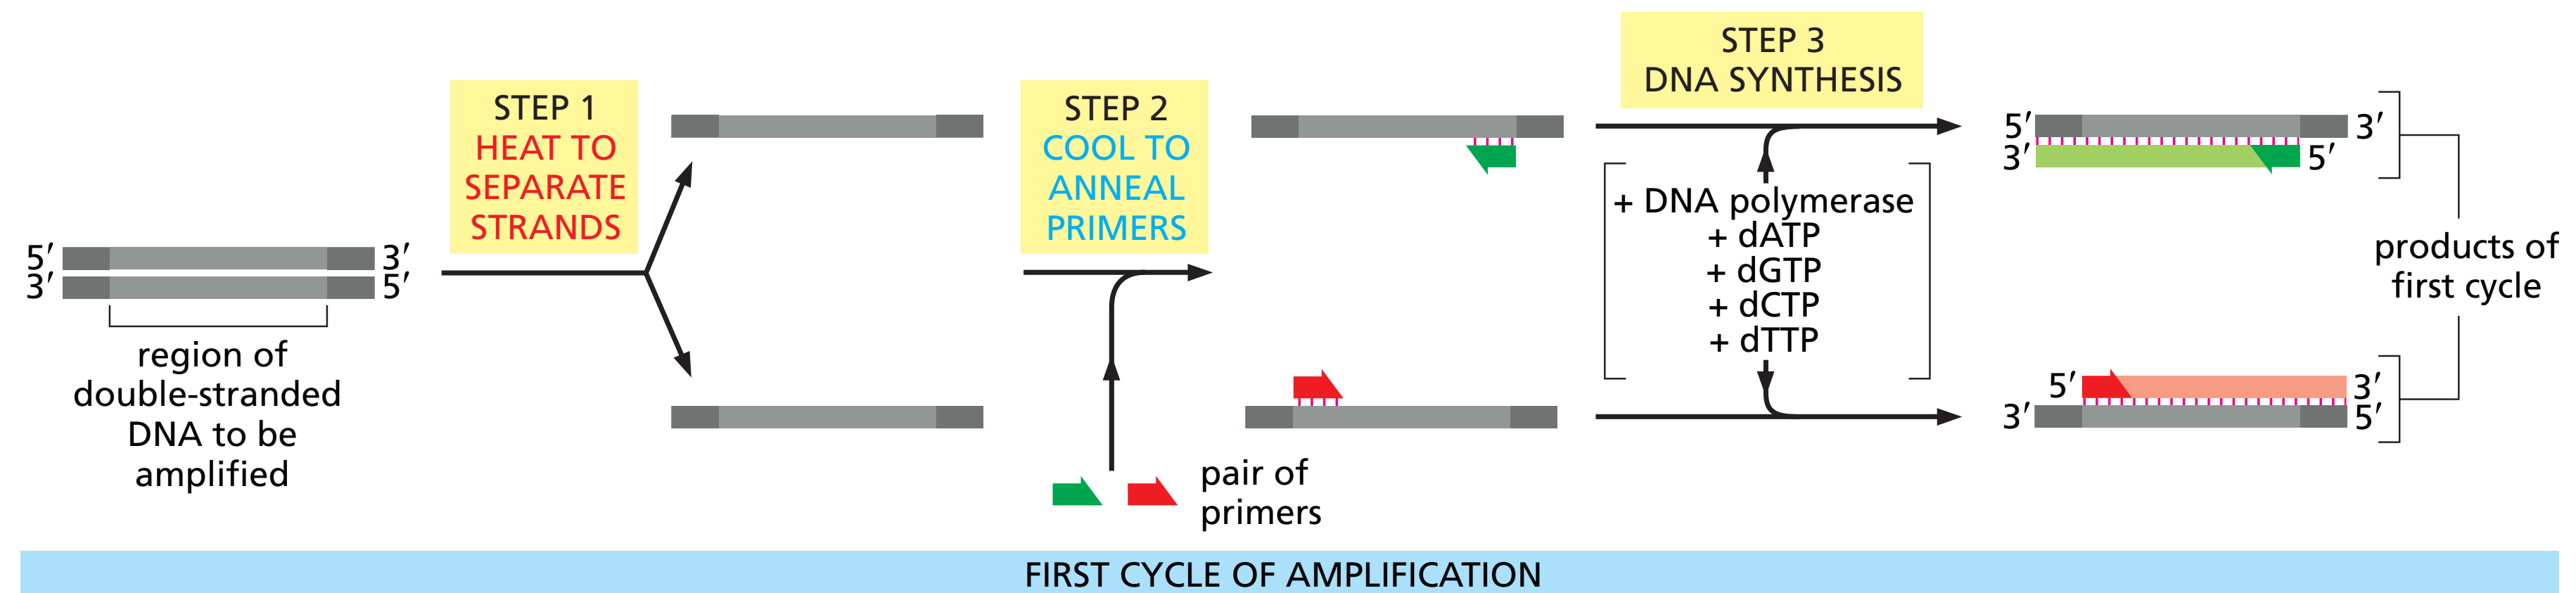 5′ 3′
3′ 5′
region of
double-stranded
DNA to be
amplified
STEP 1
HEAT TO
SEPARATE
STRANDS
STEP 2
COOL TO
ANNEAL
PRIMERS
pair of
primers
STEP 3
DNA SYNTHESIS
+ DNA polymerase
+ dATP
+ dGTP
+ dCTP
+ dTTP
5′ 3′
3′ 5′
5′ 3′
3′ 5′
products of
first cycle
FIRST CYCLE OF AMPLIFICATION